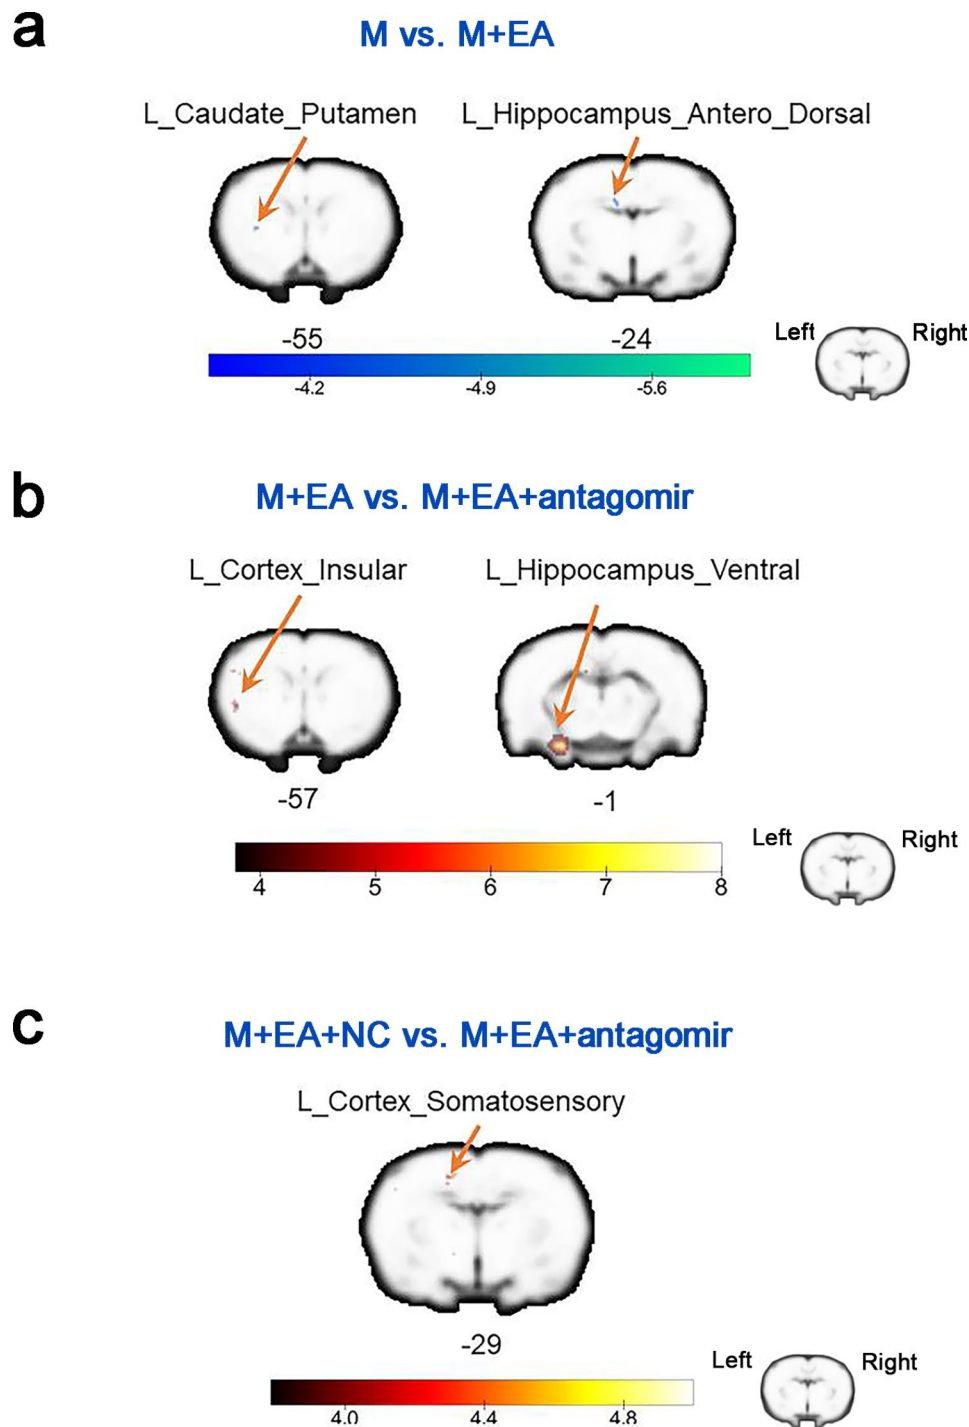 a
M vs. M+EA
L_Caudate_Putamen L_Hippocampus_Antero_Dorsal
-55 -24
Left Right
-4.2 -4.9 -5.6
b
M+EA vs. M+EA+antagomir
L_Cortex_Insular L_Hippocampus_Ventral
-57 -1
Left Right
4 5 6 7 8
c
M+EA+NC vs. M+EA+antagomir
L_Cortex_Somatosensory
-29
Left Right
4.0 4.4 4.8